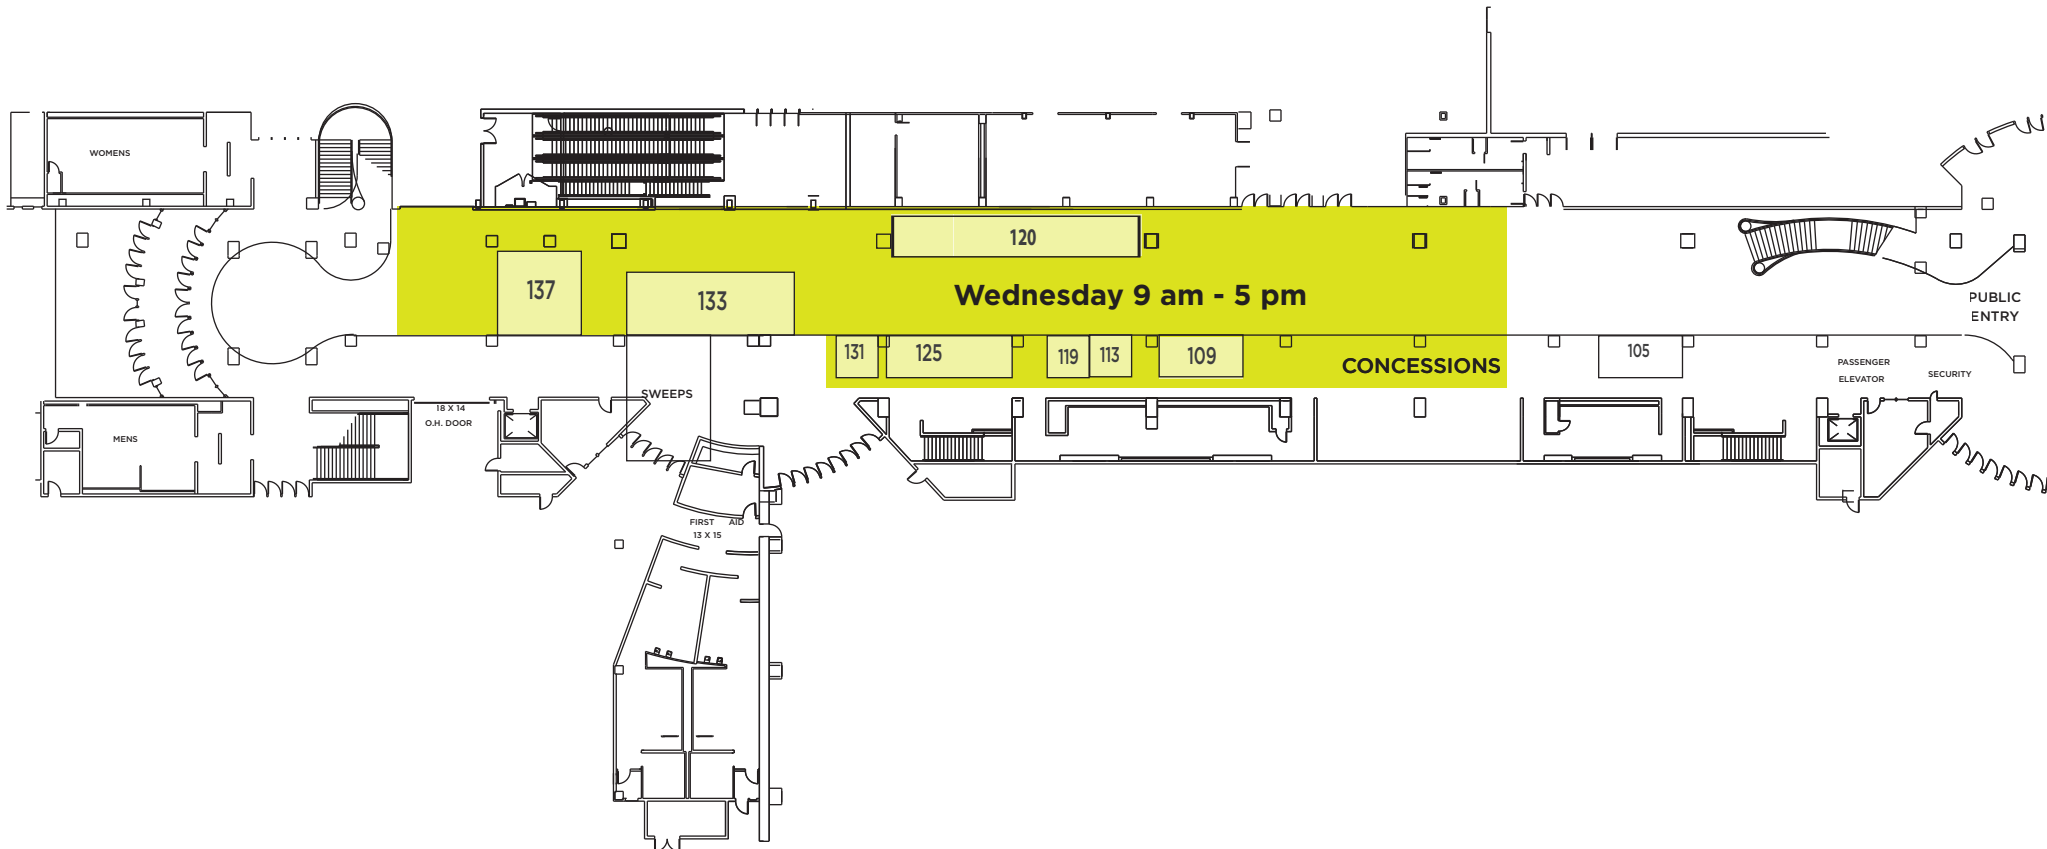 WOMENS
120
137
133
Wednesday 9 am - 5 pm
PUBLIC
ENTRY
131
125
119
113
109
CONCESSIONS
105
PASSENGER
ELEVATOR
SECURITY
SWEEPS
18 X 14
O.H. DOOR
MENS
FIRST AID
13 X 15